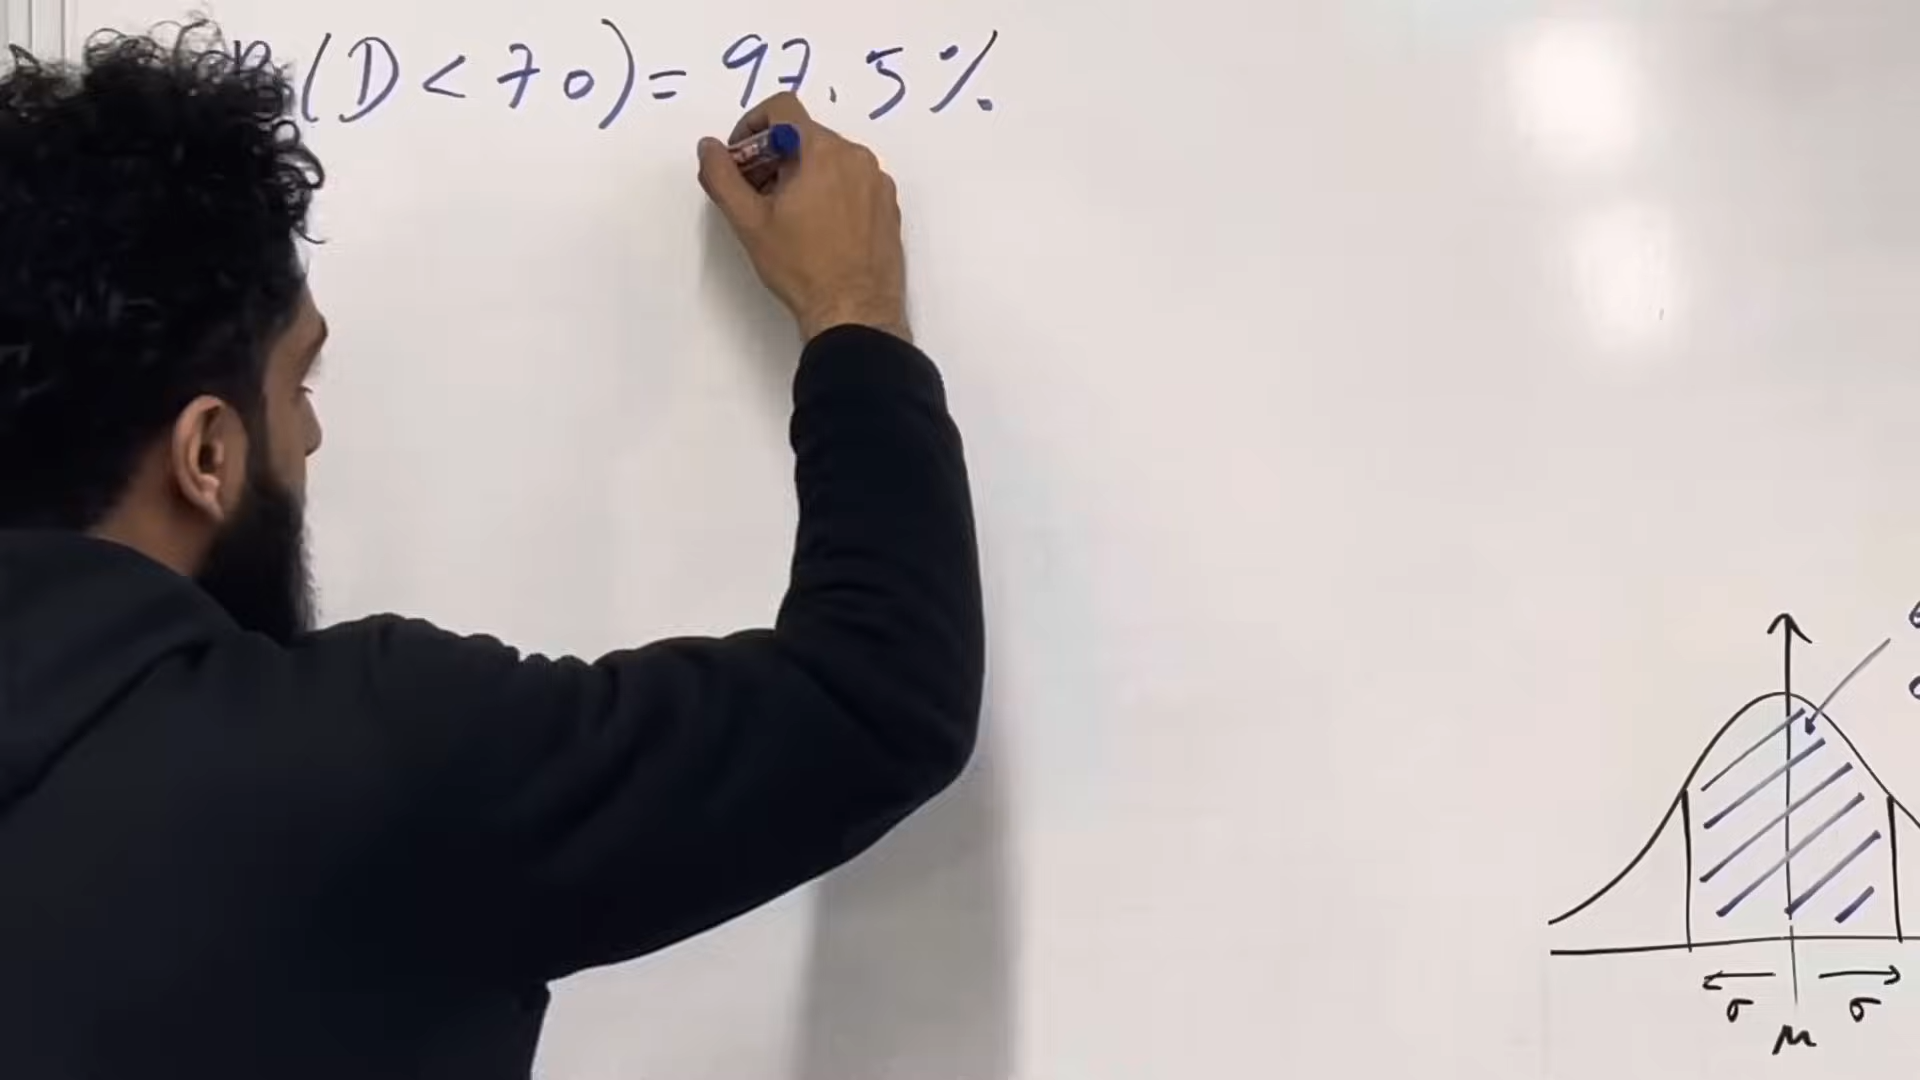 P(D < 70) = 97.5%
σ σ
μ